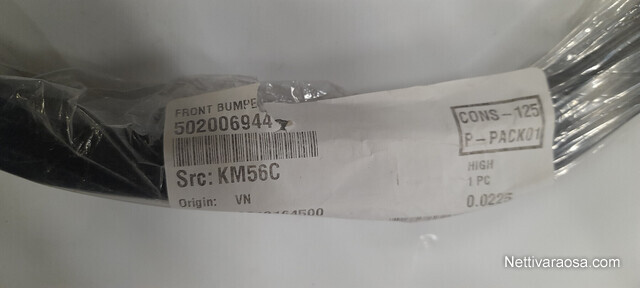 FRONT BUMPE
502006944
CONS-125
P-PACK01
Src: KM56C
HIGH
1 PC
Origin: VN
0.0225
Nettivaraosa.com